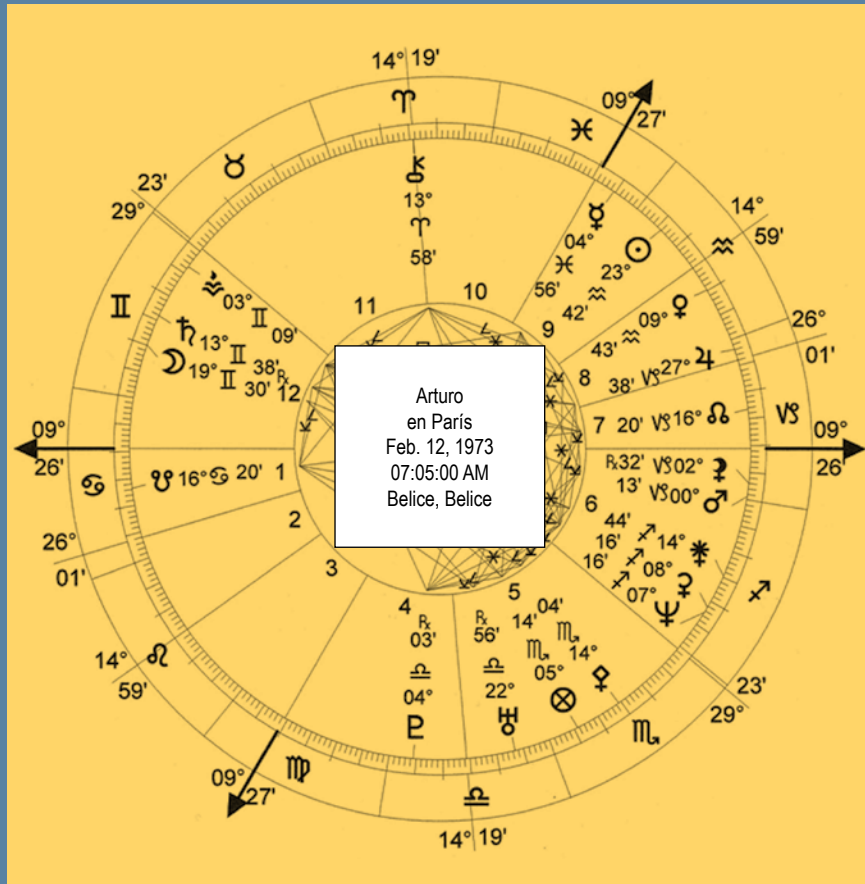 14° ♈ 19'
09° ♓ 27'
14° ♒ 59'
26° ♑ 01'
09° ♑ 26'
23' ♏ 29°
14° ♎ 19'
09° ♍ 27'
14° ♌ 59'
26° ♋ 01'
09° ♋ 26'
23' ♉ 29°
♊
♐
⚷ 13° ♈ 58'
☿ 04° ♓ 56'
☉ 23° ♒ 42'
♀ 09° ♒ 43'
♃ 27° ♑ 38'
☊ 16° ♑ 20'
⚸ 02° ♑ 32' ℞
♂ 00° ♑ 13'
⚵ 14° ♐ 44'
⚳ 08° ♐ 16'
♆ 07° ♐ 16'
⚴ 14° ♏ 04'
⊗ 05° ♏ 14'
♅ 22° ♎ 56' ℞
♇ 04° ♎ 03' ℞
☋ 16° ♋ 20'
☽ 19° ♊ 30'
♄ 13° ♊ 38' ℞
⚶ 03° ♊ 09'
1
2
3
4
5
6
7
8
9
10
11
12
Arturo
en París
Feb. 12, 1973
07:05:00 AM
Belice, Belice